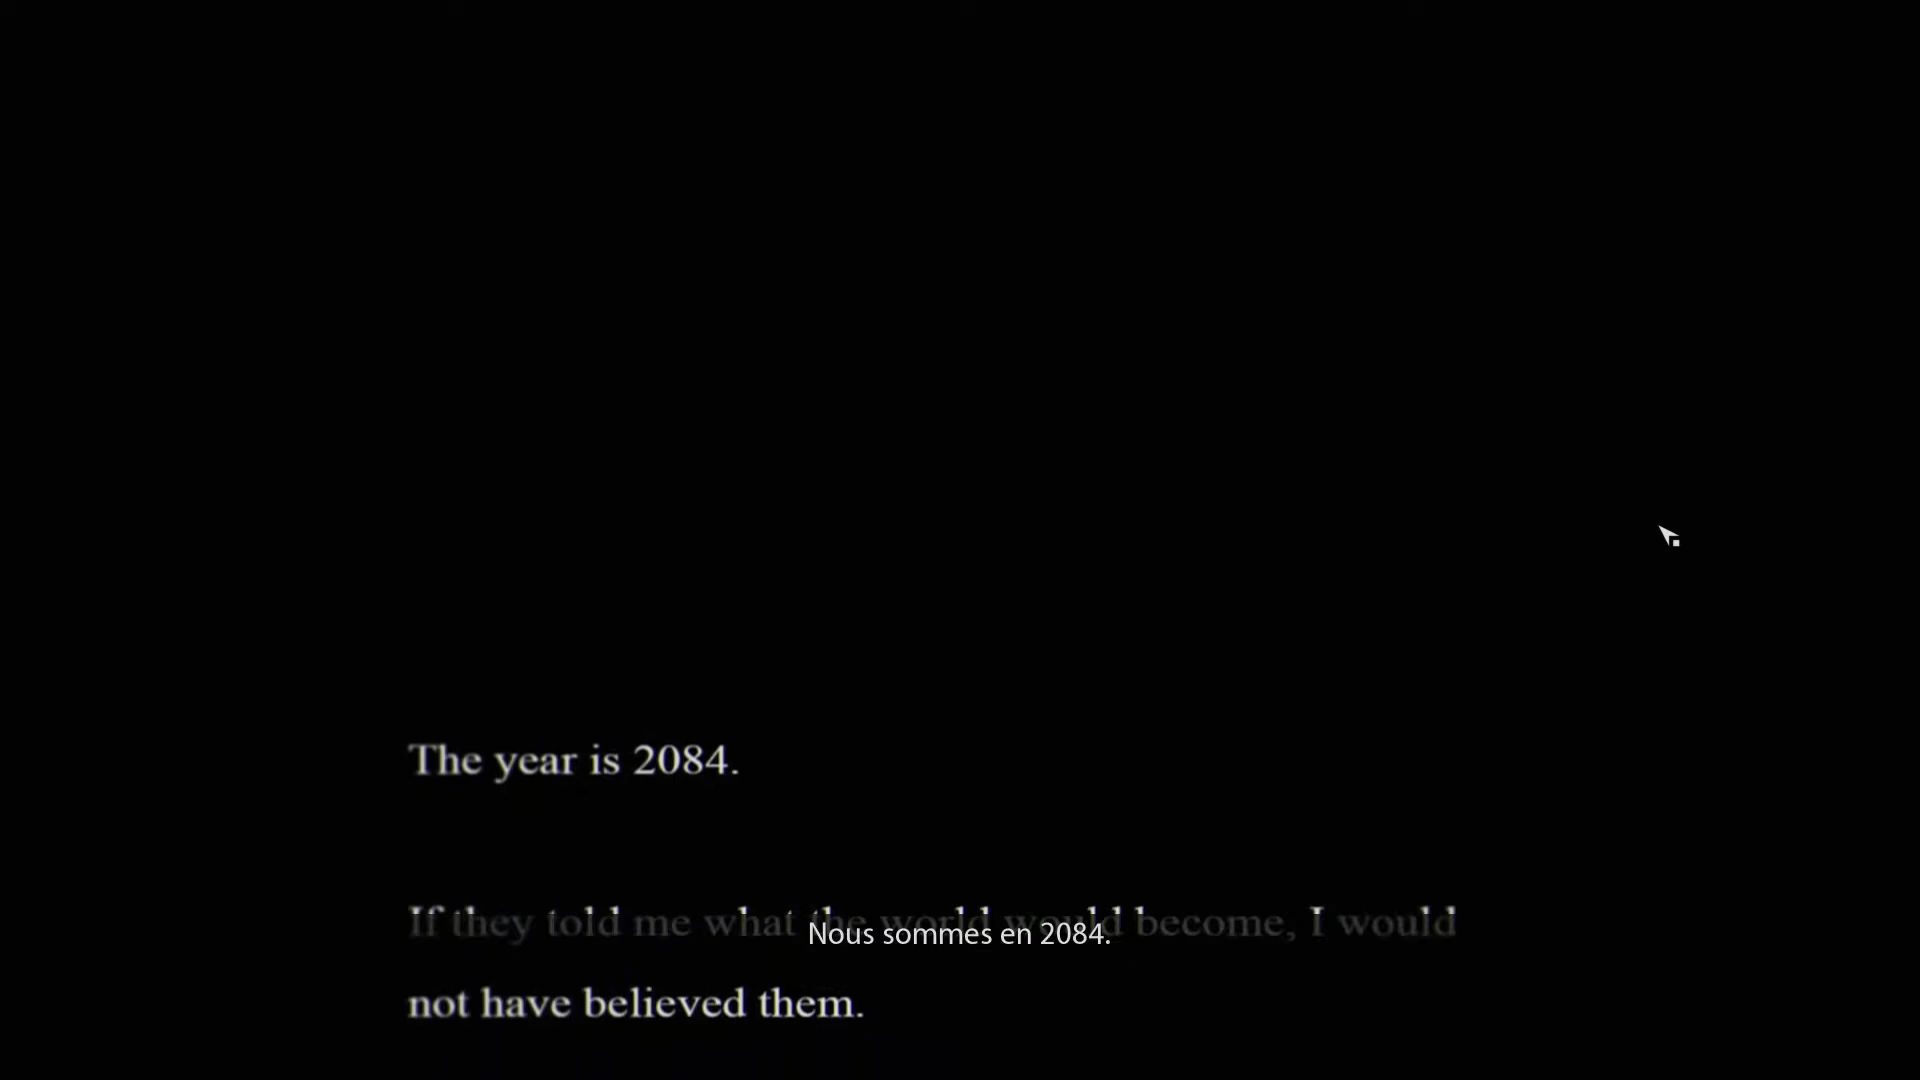 The year is 2084.
If they told me what the world would become, I would
Nous sommes en 2084.
not have believed them.